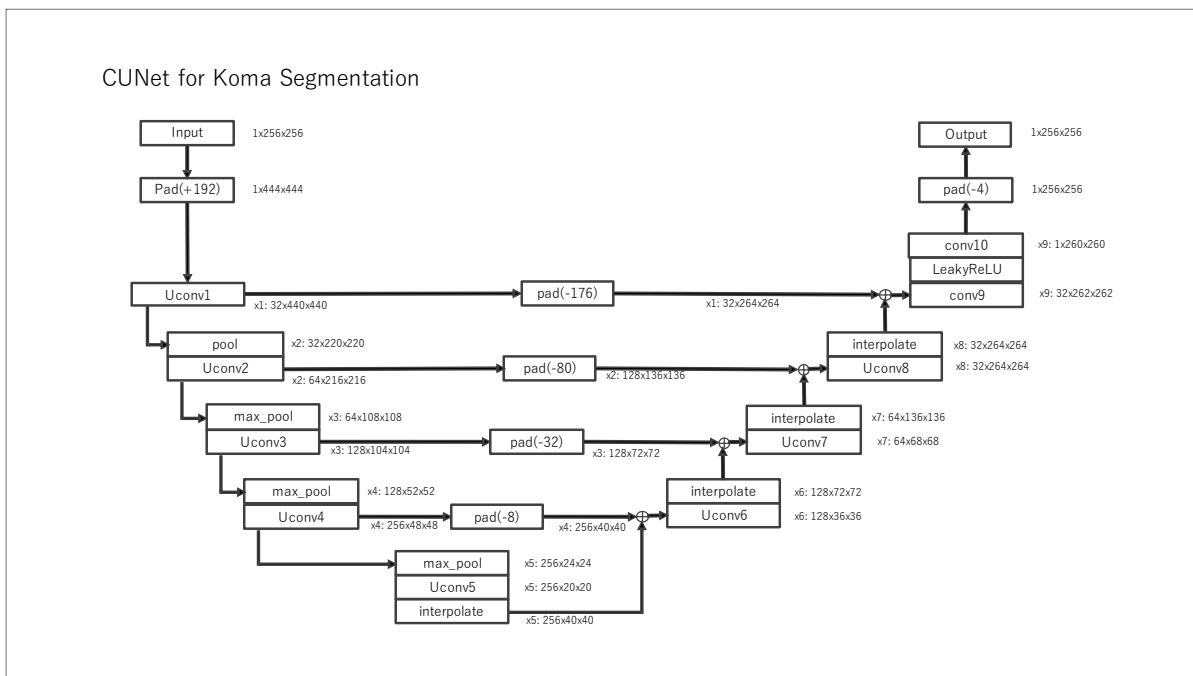 CUNet for Koma Segmentation
Input
1x256x256
Output
1x256x256
Pad(+192)
1x444x444
pad(-4)
1x256x256
conv10
x9: 1x260x260
LeakyReLU
Uconv1
x1: 32x440x440
pad(-176)
x1: 32x264x264
conv9
x9: 32x262x262
pool
x2: 32x220x220
interpolate
x8: 32x264x264
Uconv2
x2: 64x216x216
pad(-80)
x2: 128x136x136
Uconv8
x8: 32x264x264
max_pool
x3: 64x108x108
interpolate
x7: 64x136x136
Uconv3
x3: 128x104x104
pad(-32)
x3: 128x72x72
Uconv7
x7: 64x68x68
max_pool
x4: 128x52x52
interpolate
x6: 128x72x72
Uconv4
x4: 256x48x48
pad(-8)
x4: 256x40x40
Uconv6
x6: 128x36x36
max_pool
x5: 256x24x24
Uconv5
x5: 256x20x20
interpolate
x5: 256x40x40